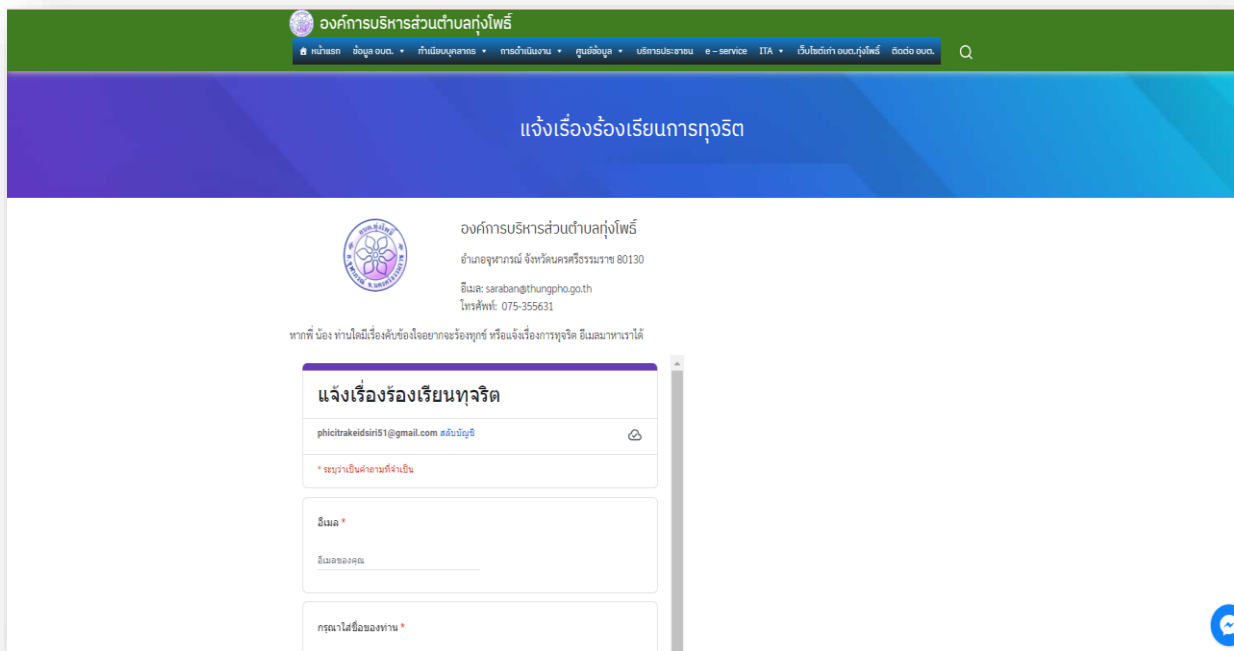 องค์การบริหารส่วนตำบลทุ่งโพธิ์
หน้าแรก ข้อมูล อบต. ทำเนียบบุคลากร การดำเนินงาน ศูนย์ข้อมูล บริการประชาชน e – service ITA เว็บไซต์เก่า อบต.ทุ่งโพธิ์ ติดต่อ อบต.
แจ้งเรื่องร้องเรียนการทุจริต
องค์การบริหารส่วนตำบลทุ่งโพธิ์
อำเภอจุฬาภรณ์ จังหวัดนครศรีธรรมราช 80130
อีเมล: saraban@thungpho.go.th
โทรศัพท์: 075-355631
หากพี่ น้อง ท่านใดมีเรื่องคับข้องใจอยากจะร้องทุกข์ หรือแจ้งเรื่องการทุจริต อีเมลมาหาเราได้
แจ้งเรื่องร้องเรียนทุจริต
phicitrakeidsiri51@gmail.com สลับบัญชี
* ระบุว่าเป็นคำถามที่จำเป็น
อีเมล *
อีเมลของคุณ
กรุณาใส่ชื่อของท่าน *